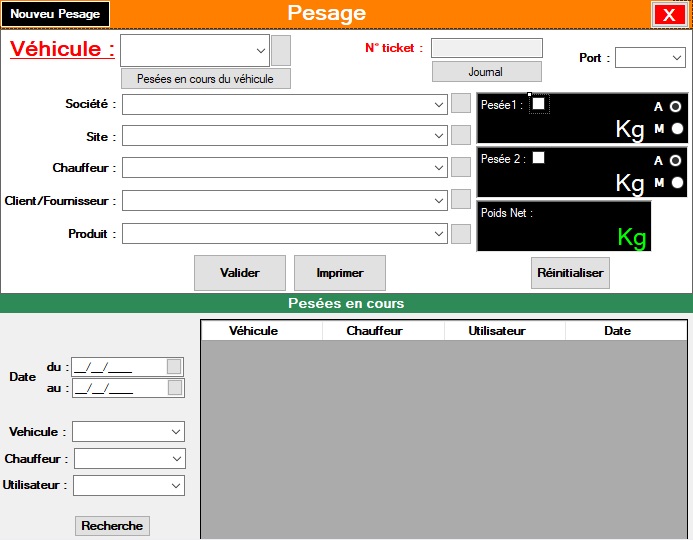 Nouveu Pesage
Pesage
X
Véhicule :
N° ticket :
Port :
Pesées en cours du véhicule
Journal
Société :
Pesée1 :
A
Kg
M
Site :
Chauffeur :
Pesée 2 :
A
Kg
M
Client/Fournisseur :
Poids Net :
Kg
Produit :
Valider
Imprimer
Réinitialiser
Pesées en cours
Véhicule Chauffeur Utilisateur Date
Date
du : __/__/____
au : __/__/____
Vehicule :
Chauffeur :
Utilisateur :
Recherche